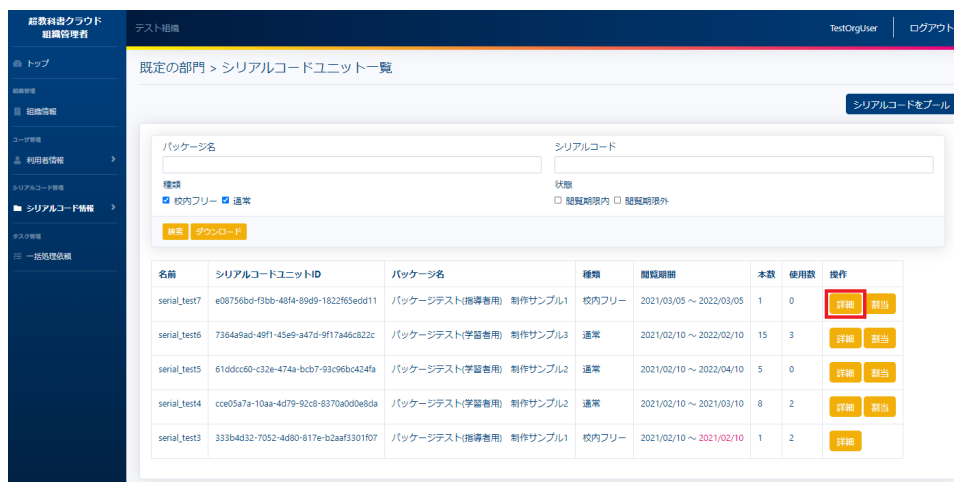 超教科書クラウド
組織管理者
テスト組織
TestOrgUser
ログアウト
トップ
組織管理
組織情報
ユーザ管理
利用者情報
シリアルコード管理
シリアルコード情報
タスク管理
一括処理依頼
既定の部門 > シリアルコードユニット一覧
シリアルコードをプール
パッケージ名 シリアルコード
種類 状態
校内フリー 通常 閲覧期限内 閲覧期限外
検索 ダウンロード
名前 シリアルコードユニットID パッケージ名 種類 閲覧期間 本数 使用数 操作
serial_test7 e08756bd-f3bb-48f4-89d9-1822f65edd11 パッケージテスト(指導者用) 制作サンプル1 校内フリー 2021/03/05 ～ 2022/03/05 1 0 詳細 割当
serial_test6 7364a9ad-49f1-45e9-a47d-9f17a46c822c パッケージテスト(学習者用) 制作サンプル3 通常 2021/02/10 ～ 2022/02/10 15 3 詳細 割当
serial_test5 61ddcc60-c32e-474a-bcb7-93c96bc424fa パッケージテスト(学習者用) 制作サンプル2 通常 2021/02/10 ～ 2022/04/10 5 0 詳細 割当
serial_test4 cce05a7a-10aa-4d79-92c8-8370a0d0e8da パッケージテスト(学習者用) 制作サンプル2 通常 2021/02/10 ～ 2021/03/10 8 2 詳細 割当
serial_test3 333b4d32-7052-4d80-817e-b2aaf3301f07 パッケージテスト(指導者用) 制作サンプル1 校内フリー 2021/02/10 ～ 2021/02/10 1 2 詳細